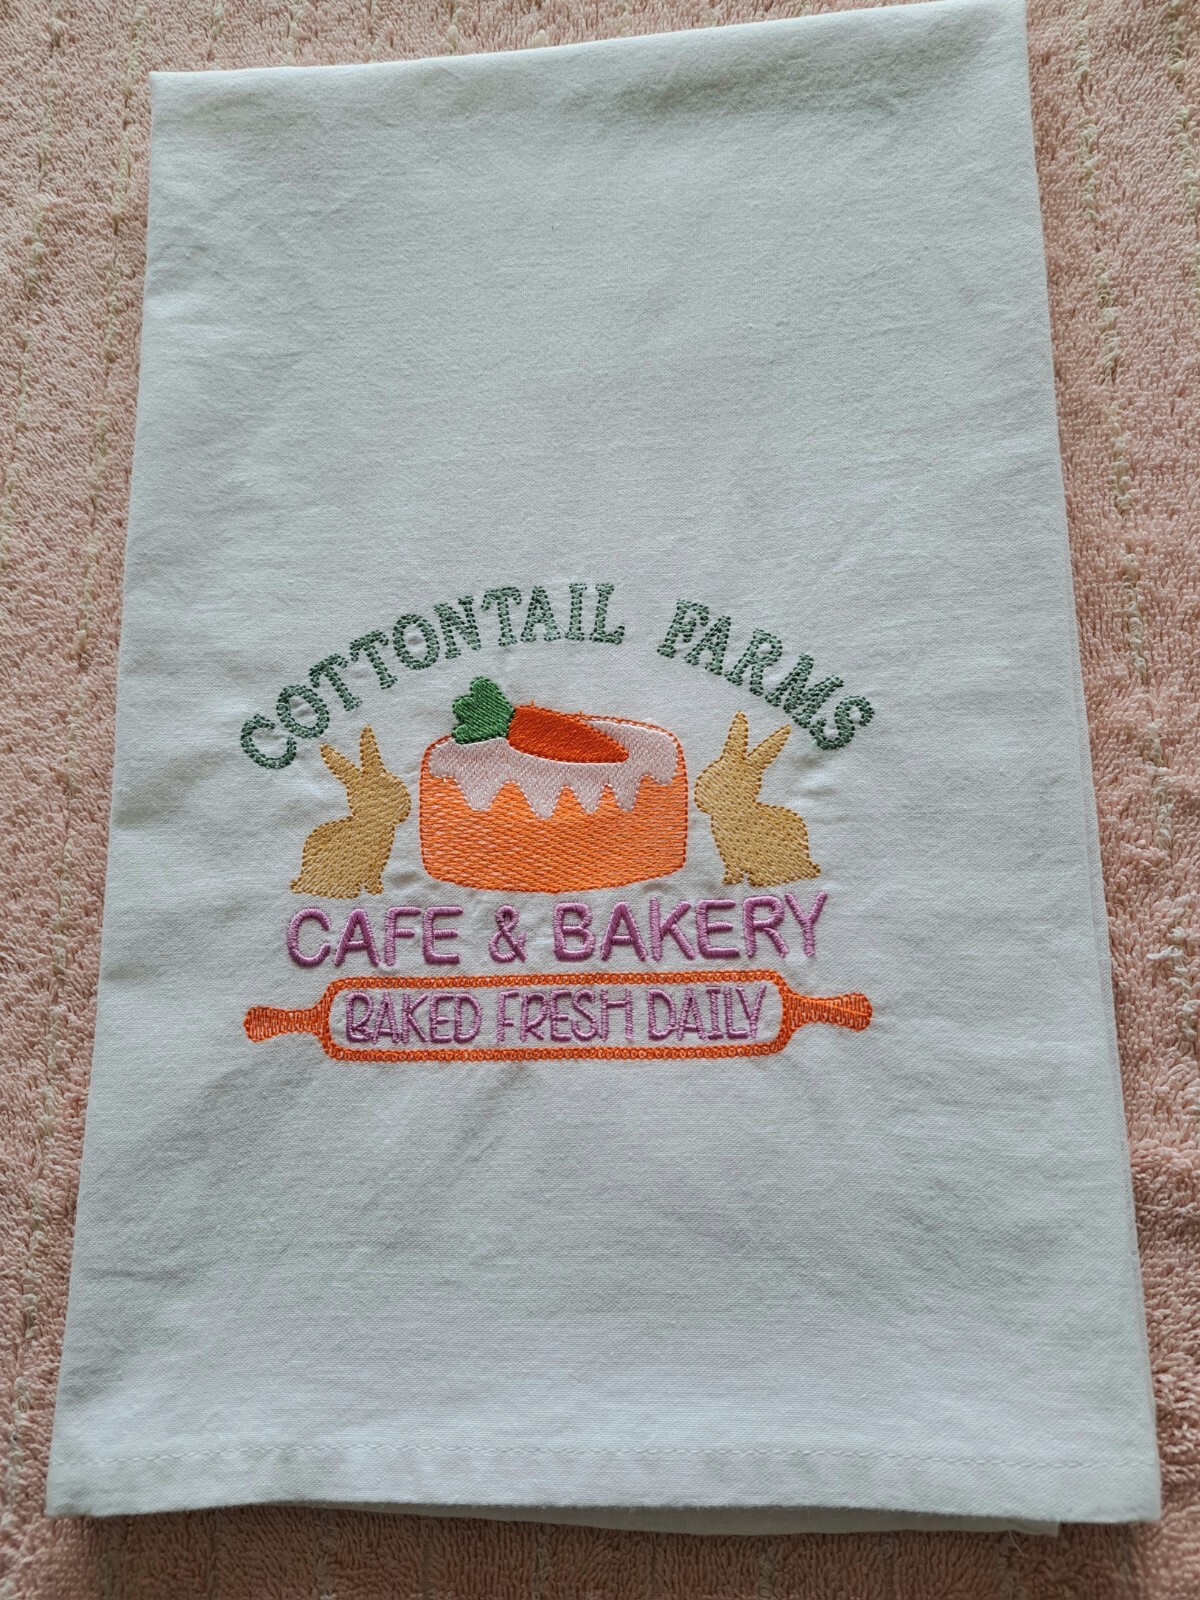 COTTONTAIL FARMS
CAFE & BAKERY
BAKED FRESH DAILY